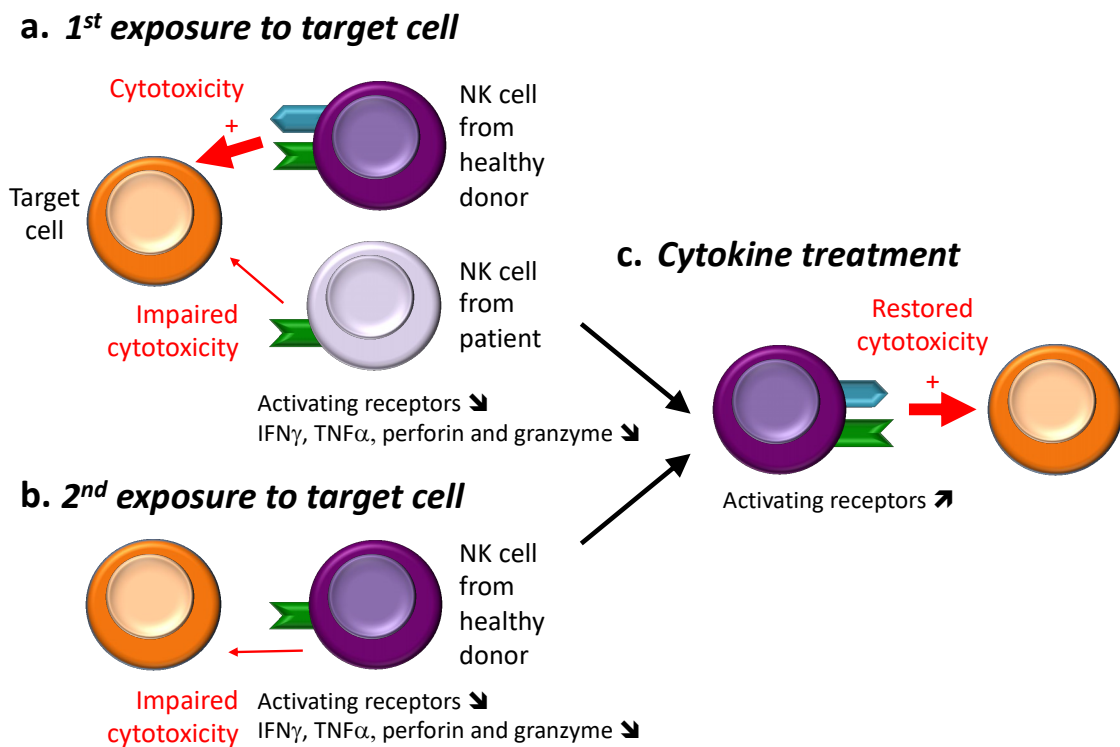 a. 1st exposure to target cell
Cytotoxicity
+
NK cell
from
healthy
donor
Target
cell
NK cell
from
patient
Impaired
cytotoxicity
Activating receptors ⬊
IFNγ, TNFα, perforin and granzyme ⬊
b. 2nd exposure to target cell
NK cell
from
healthy
donor
Impaired
cytotoxicity
Activating receptors ⬊
IFNγ, TNFα, perforin and granzyme ⬊
c. Cytokine treatment
Restored
cytotoxicity
+
Activating receptors ⬈